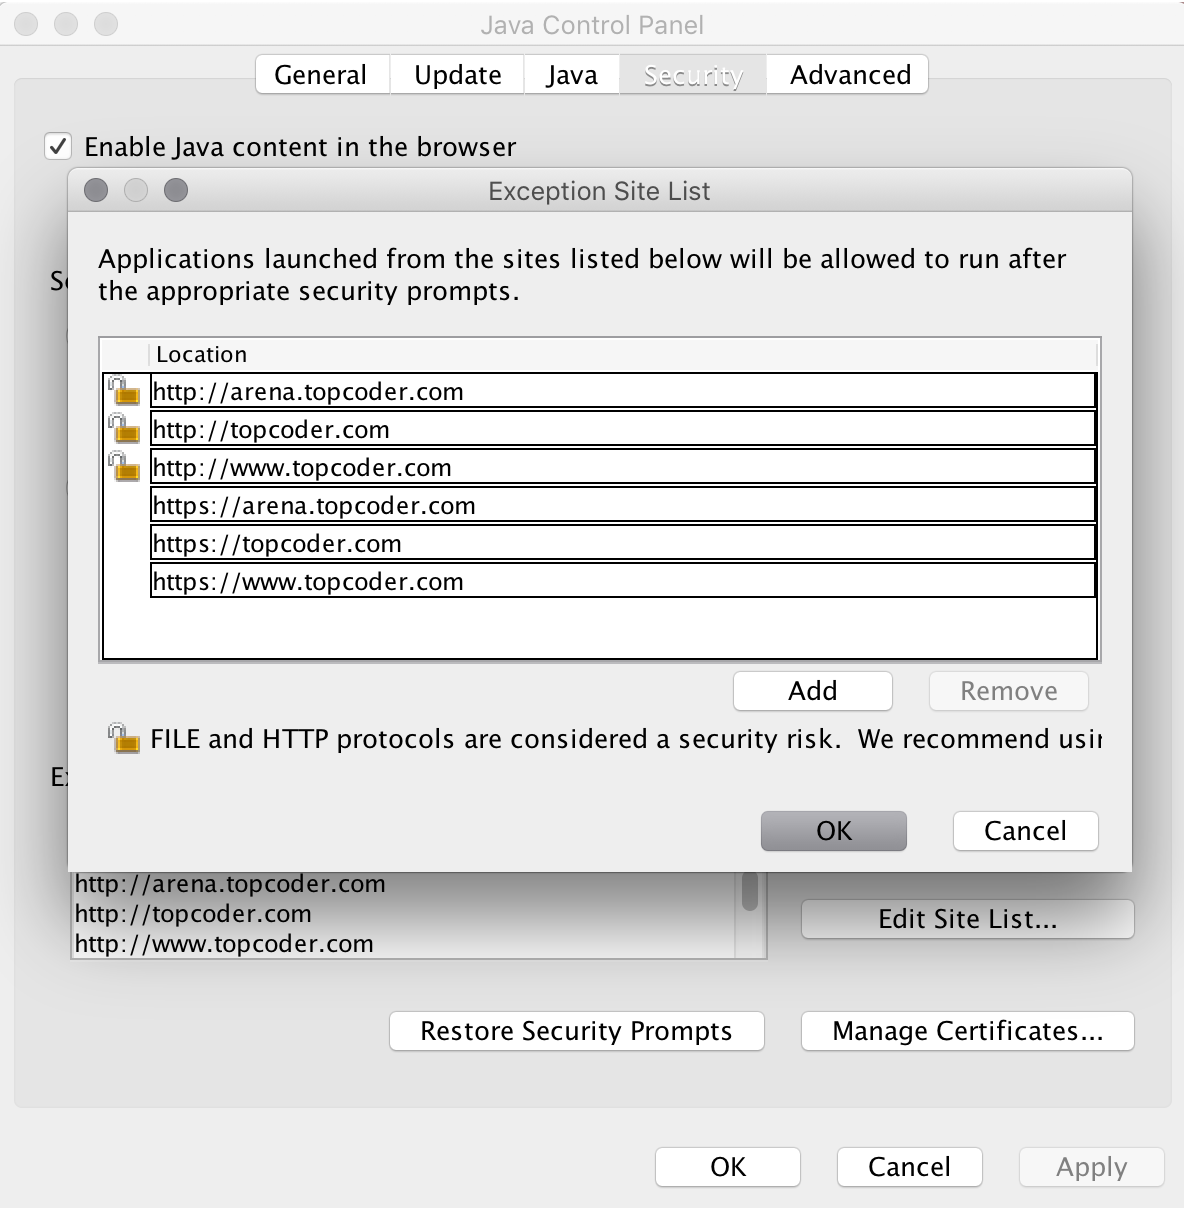 Java Control Panel
General Update Java Security Advanced
Enable Java content in the browser
Exception Site List
Applications launched from the sites listed below will be allowed to run after
the appropriate security prompts.
Location
http://arena.topcoder.com
http://topcoder.com
http://www.topcoder.com
https://arena.topcoder.com
https://topcoder.com
https://www.topcoder.com
Add Remove
FILE and HTTP protocols are considered a security risk. We recommend
OK Cancel
http://arena.topcoder.com
http://topcoder.com
http://www.topcoder.com
Edit Site List...
Restore Security Prompts Manage Certificates...
OK Cancel Apply